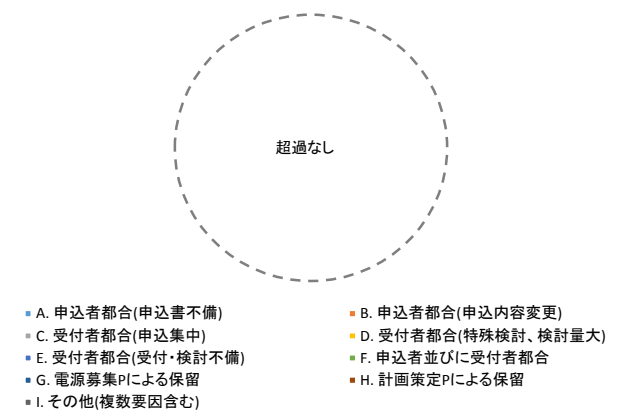 超過なし
A. 申込者都合(申込書不備)
B. 申込者都合(申込内容変更)
C. 受付者都合(申込集中)
D. 受付者都合(特殊検討、検討量大)
E. 受付者都合(受付・検討不備)
F. 申込者並びに受付者都合
G. 電源募集Pによる保留
H. 計画策定Pによる保留
I. その他(複数要因含む)